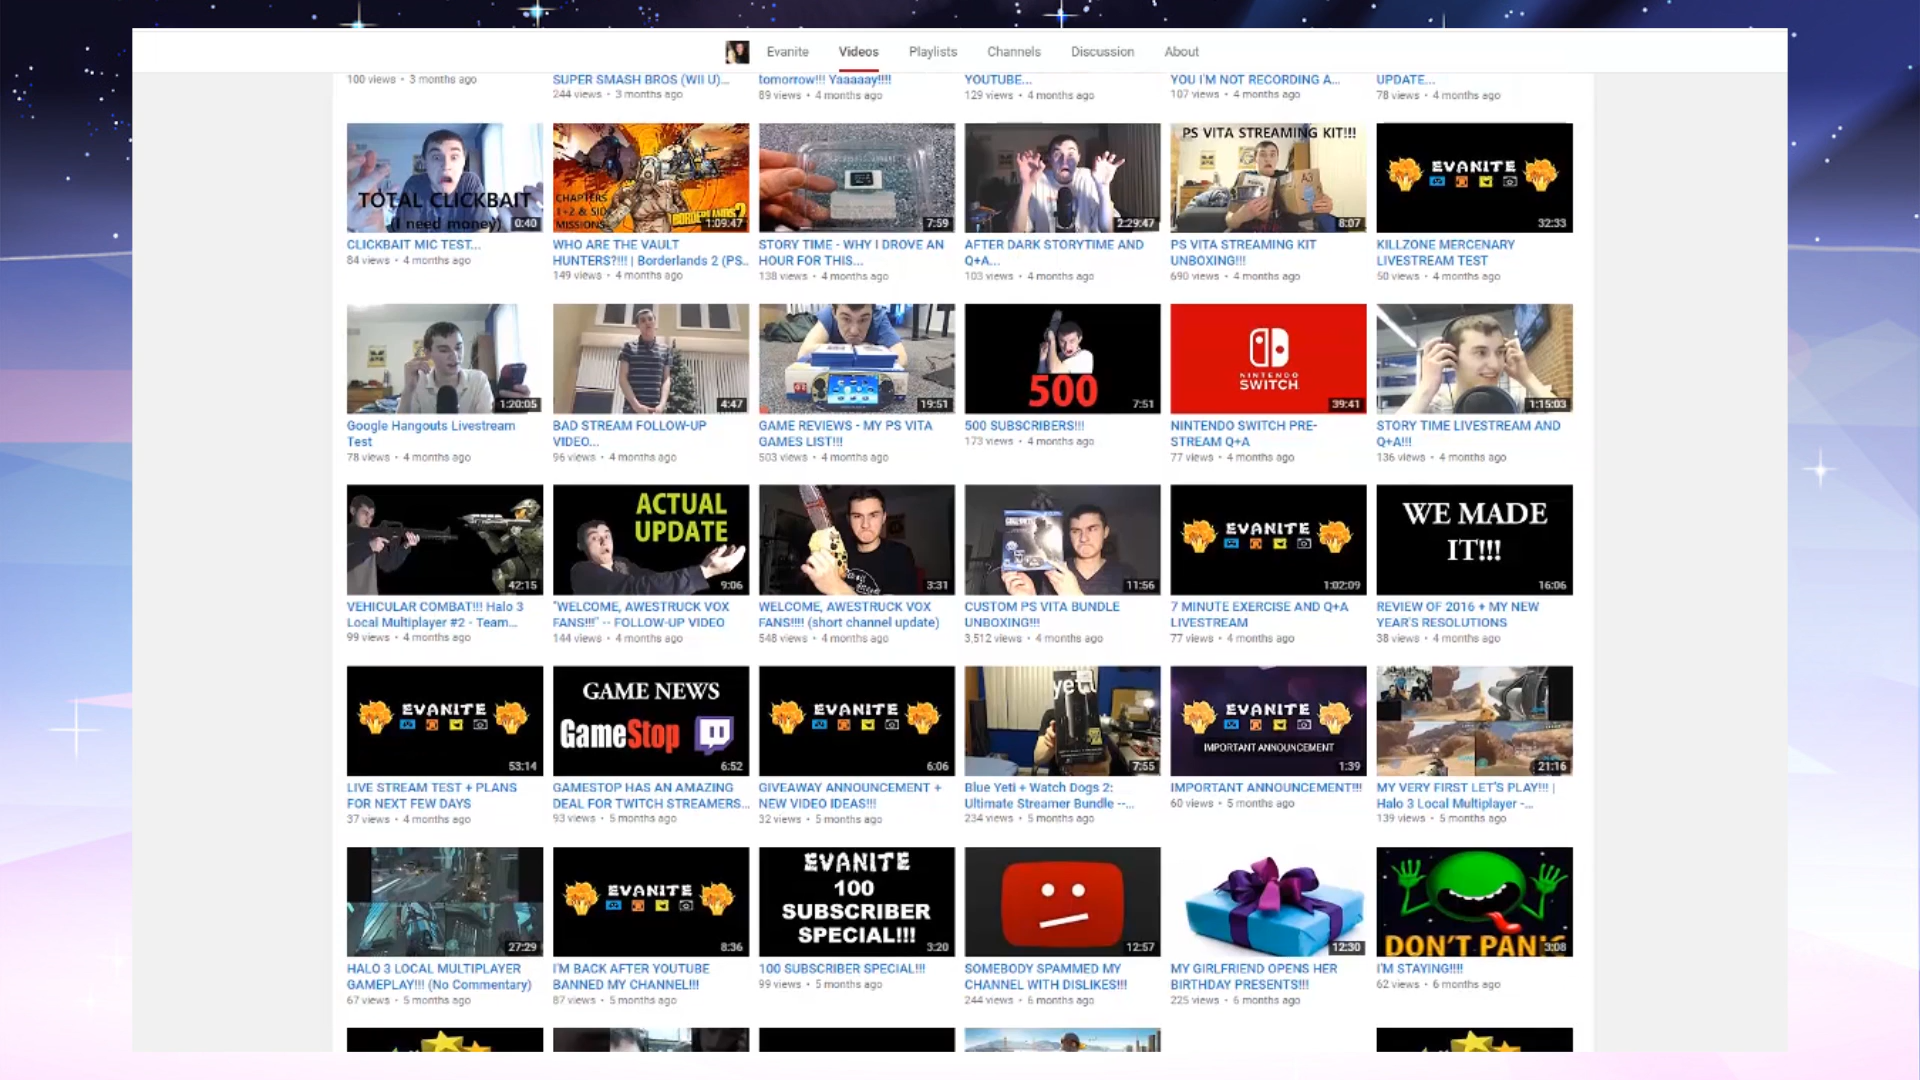 Evanite Videos Playlists Channels Discussion About
100 views • 3 months ago
SUPER SMASH BROS (WII U)...
244 views • 3 months ago
tomorrow!!! Yaaaaay!!!!
89 views • 4 months ago
YOUTUBE...
129 views • 4 months ago
YOU I'M NOT RECORDING A...
107 views • 4 months ago
UPDATE...
78 views • 4 months ago
TOTAL CLICKBAIT
(I need money)
0:40
CLICKBAIT MIC TEST...
84 views • 4 months ago
CHAPTERS
1+2 & SIDE
MISSIONS
BORDERLANDS 2
1:09:47
WHO ARE THE VAULT
HUNTERS?!!! | Borderlands 2 (PS...
149 views • 4 months ago
7:59
STORY TIME - WHY I DROVE AN
HOUR FOR THIS...
138 views • 4 months ago
2:29:47
AFTER DARK STORYTIME AND
Q+A...
103 views • 4 months ago
PS VITA STREAMING KIT!!!
A3
8:07
PS VITA STREAMING KIT
UNBOXING!!!
690 views • 4 months ago
EVANITE
32:33
KILLZONE MERCENARY
LIVESTREAM TEST
50 views • 4 months ago
1:20:05
Google Hangouts Livestream
Test
78 views • 4 months ago
4:47
BAD STREAM FOLLOW-UP
VIDEO...
96 views • 4 months ago
19:51
GAME REVIEWS - MY PS VITA
GAMES LIST!!!
503 views • 4 months ago
500
7:51
500 SUBSCRIBERS!!!
173 views • 4 months ago
NINTENDO
SWITCH
39:41
NINTENDO SWITCH PRE-
STREAM Q+A
77 views • 4 months ago
1:15:03
STORY TIME LIVESTREAM AND
Q+A!!!
136 views • 4 months ago
42:15
VEHICULAR COMBAT!!! Halo 3
Local Multiplayer #2 - Team...
99 views • 4 months ago
ACTUAL
UPDATE
9:06
"WELCOME, AWESTRUCK VOX
FANS!!!" -- FOLLOW-UP VIDEO
144 views • 4 months ago
3:31
WELCOME, AWESTRUCK VOX
FANS!!!! (short channel update)
548 views • 4 months ago
11:56
CUSTOM PS VITA BUNDLE
UNBOXING!!!
3,512 views • 4 months ago
EVANITE
1:02:09
7 MINUTE EXERCISE AND Q+A
LIVESTREAM
77 views • 4 months ago
WE MADE
IT!!!
16:06
REVIEW OF 2016 + MY NEW
YEAR'S RESOLUTIONS
38 views • 4 months ago
EVANITE
53:14
LIVE STREAM TEST + PLANS
FOR NEXT FEW DAYS
37 views • 4 months ago
GAME NEWS
GameStop
6:52
GAMESTOP HAS AN AMAZING
DEAL FOR TWITCH STREAMERS...
93 views • 5 months ago
EVANITE
6:06
GIVEAWAY ANNOUNCEMENT +
NEW VIDEO IDEAS!!!
32 views • 5 months ago
yeti
7:55
Blue Yeti + Watch Dogs 2:
Ultimate Streamer Bundle --...
234 views • 5 months ago
EVANITE
IMPORTANT ANNOUNCEMENT
1:39
IMPORTANT ANNOUNCEMENT!!!
60 views • 5 months ago
21:16
MY VERY FIRST LET'S PLAY!!! |
Halo 3 Local Multiplayer -...
139 views • 5 months ago
27:29
HALO 3 LOCAL MULTIPLAYER
GAMEPLAY!!! (No Commentary)
67 views • 5 months ago
EVANITE
8:36
I'M BACK AFTER YOUTUBE
BANNED MY CHANNEL!!!
87 views • 5 months ago
EVANITE
100
SUBSCRIBER
SPECIAL!!!
3:20
100 SUBSCRIBER SPECIAL!!!
99 views • 5 months ago
12:57
SOMEBODY SPAMMED MY
CHANNEL WITH DISLIKES!!!
244 views • 6 months ago
12:30
MY GIRLFRIEND OPENS HER
BIRTHDAY PRESENTS!!!
225 views • 6 months ago
DON'T PANIC
3:08
I'M STAYING!!!!
62 views • 6 months ago